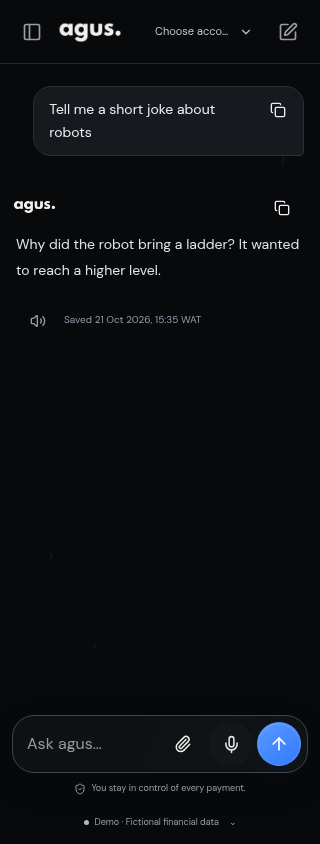 agus.
Choose acco...
Tell me a short joke about
robots
agus.
Why did the robot bring a ladder? It wanted
to reach a higher level.
Saved 21 Oct 2026, 15:35 WAT
Ask agus...
You stay in control of every payment.
Demo · Fictional financial data